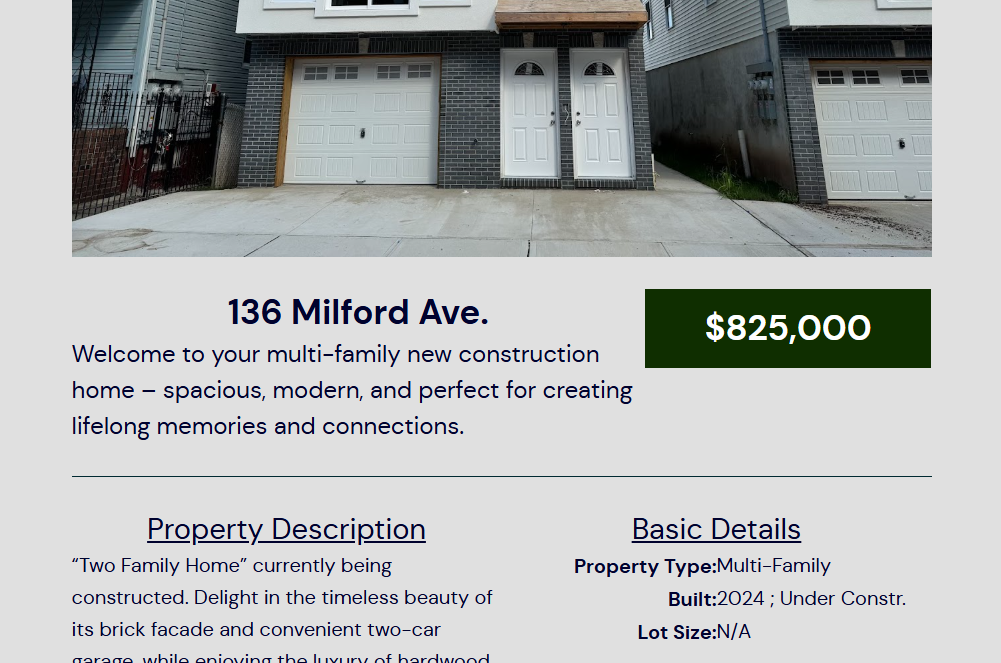 136 Milford Ave.
$825,000
Welcome to your multi-family new construction
home – spacious, modern, and perfect for creating
lifelong memories and connections.
Property Description
“Two Family Home” currently being
constructed. Delight in the timeless beauty of
its brick facade and convenient two-car
garage, while enjoying the luxury of hardwood
Basic Details
Property Type:Multi-Family
Built:2024 ; Under Constr.
Lot Size:N/A